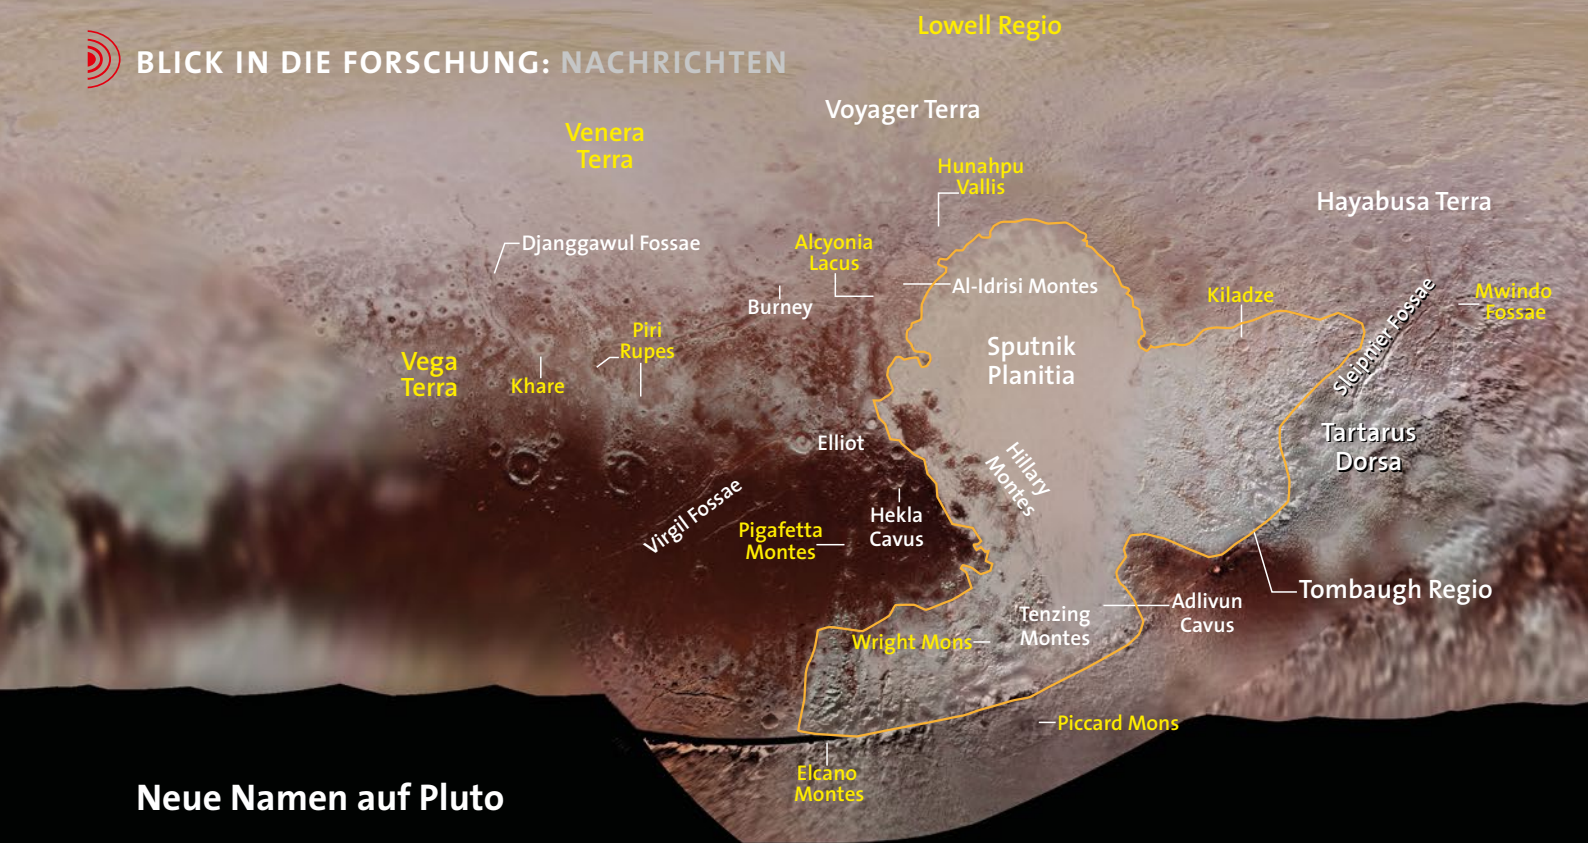 Lowell Regio
BLICK IN DIE FORSCHUNG: NACHRICHTEN
Voyager Terra
Venera
Terra
Hunahpu
Vallis
Hayabusa Terra
Djanggawul Fossae
Alcyonia
Lacus
Al-Idrisi Montes
Burney
Kiladze
Mwindo
Fossae
Sleipnier Fossae
Piri
Rupes
Sputnik
Planitia
Vega
Terra
Khare
Elliot
Tartarus
Dorsa
Hillary
Montes
Virgil Fossae
Hekla
Cavus
Pigafetta
Montes
Tombaugh Regio
Adlivun
Cavus
Tenzing
Montes
Wright Mons
Piccard Mons
Elcano
Montes
Neue Namen auf Pluto